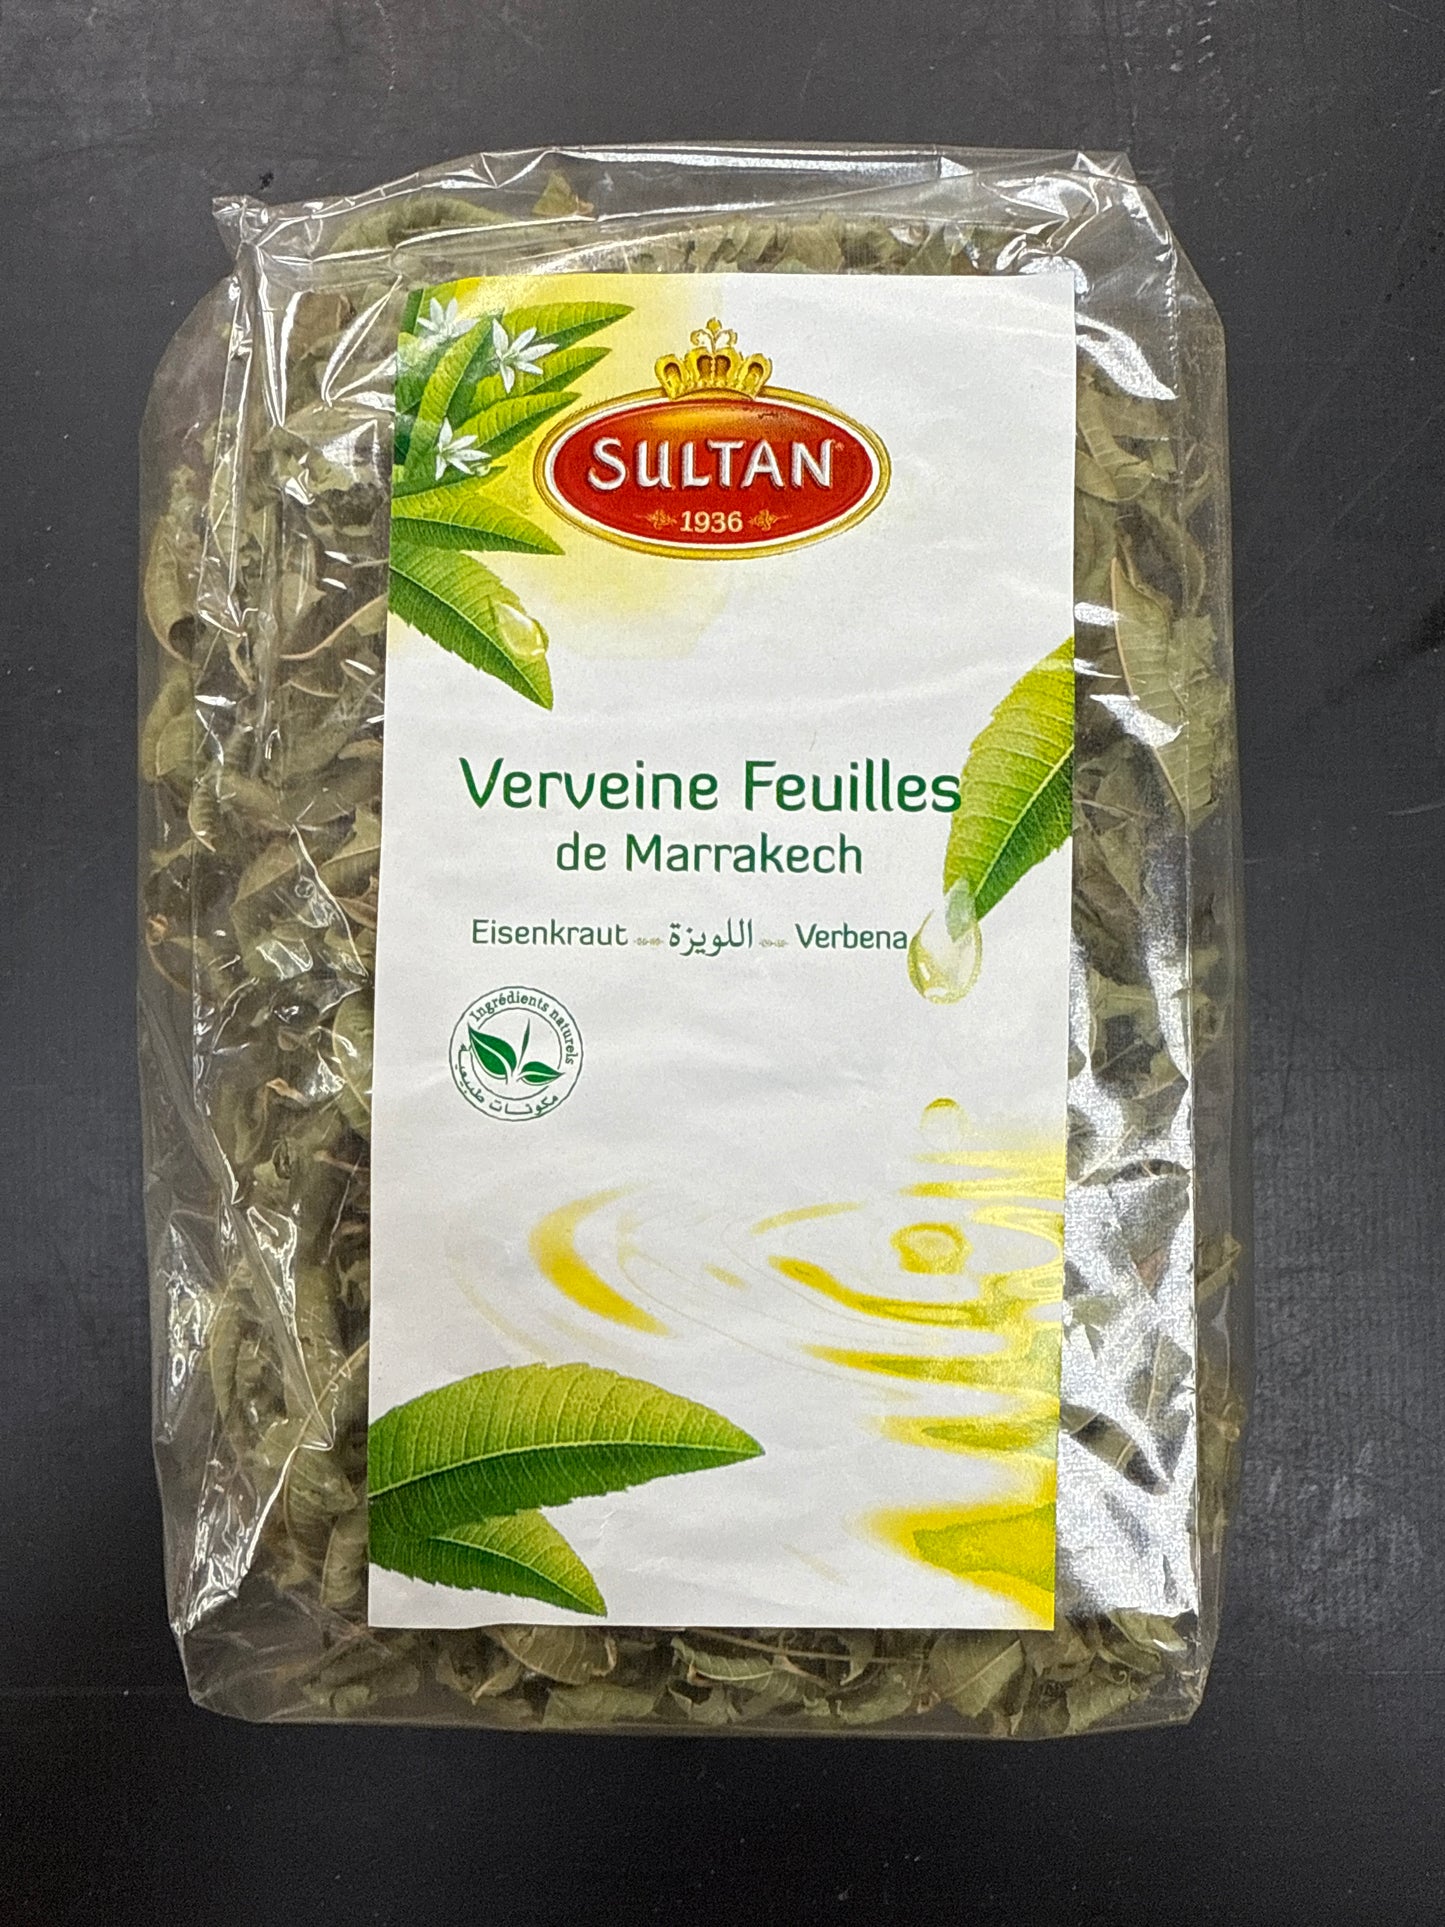 SULTAN
1936
Verveine Feuilles
de Marrakech
Eisenkraut اللويزة Verbena
Ingrédients naturels
مكونات طبيعية